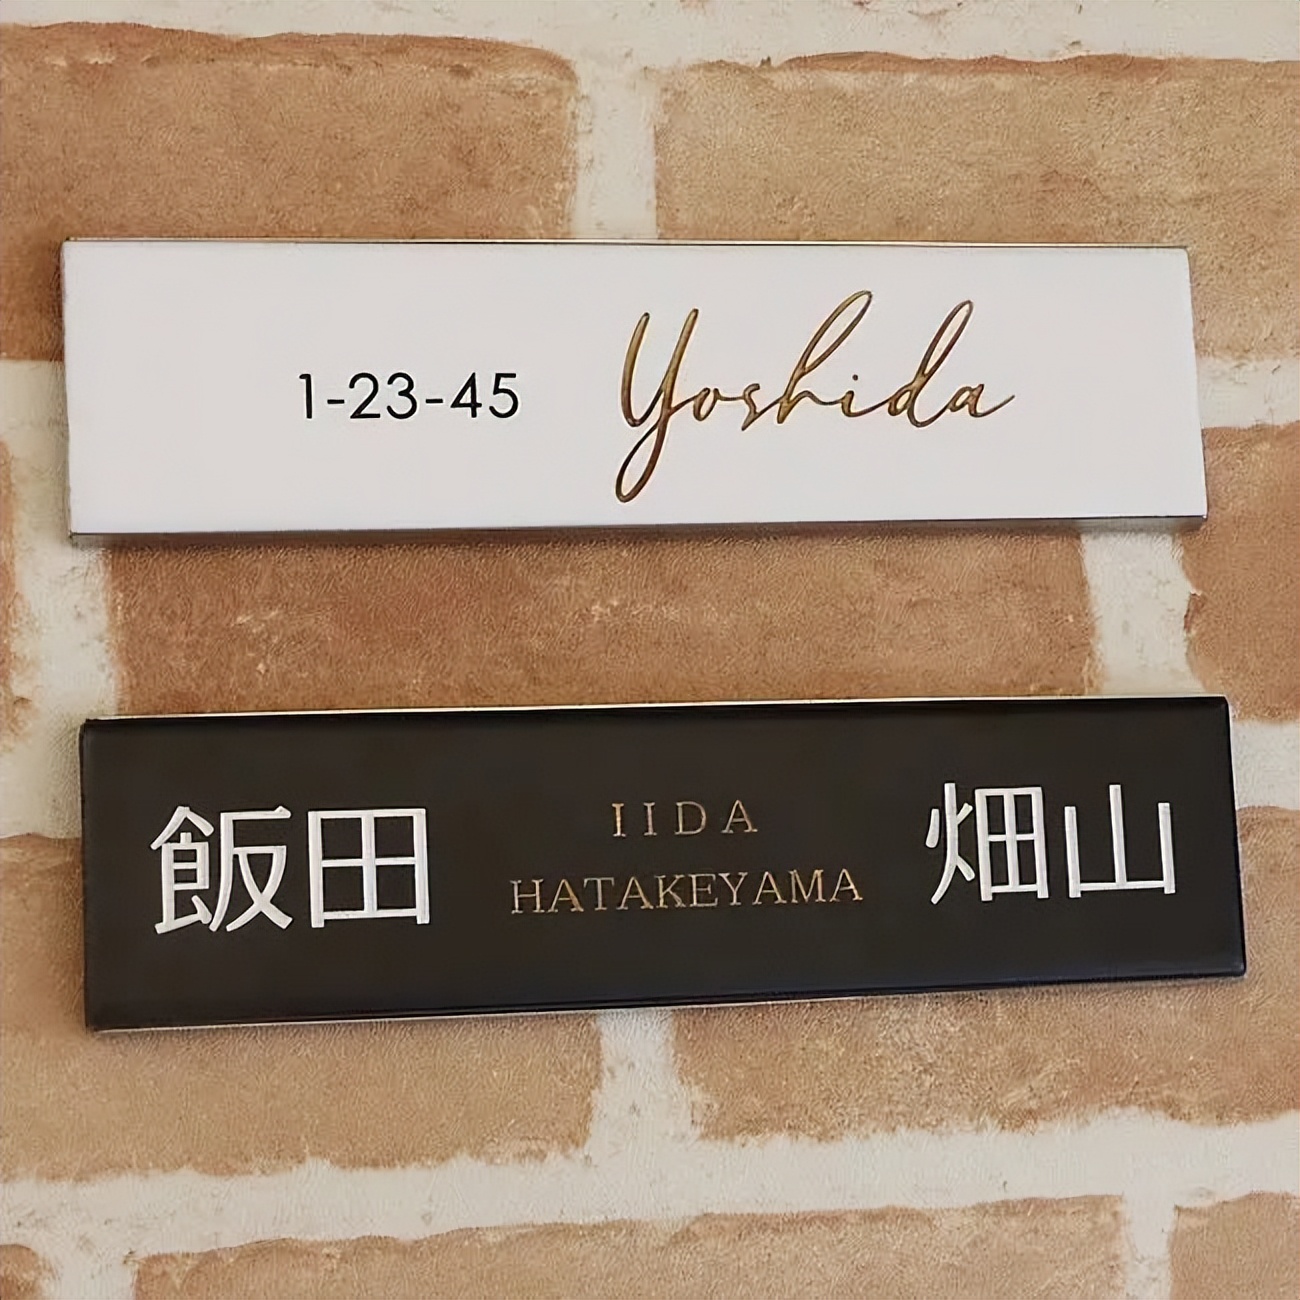 1-23-45 Yoshida
飯田
IIDA
HATAKEYAMA
畑山